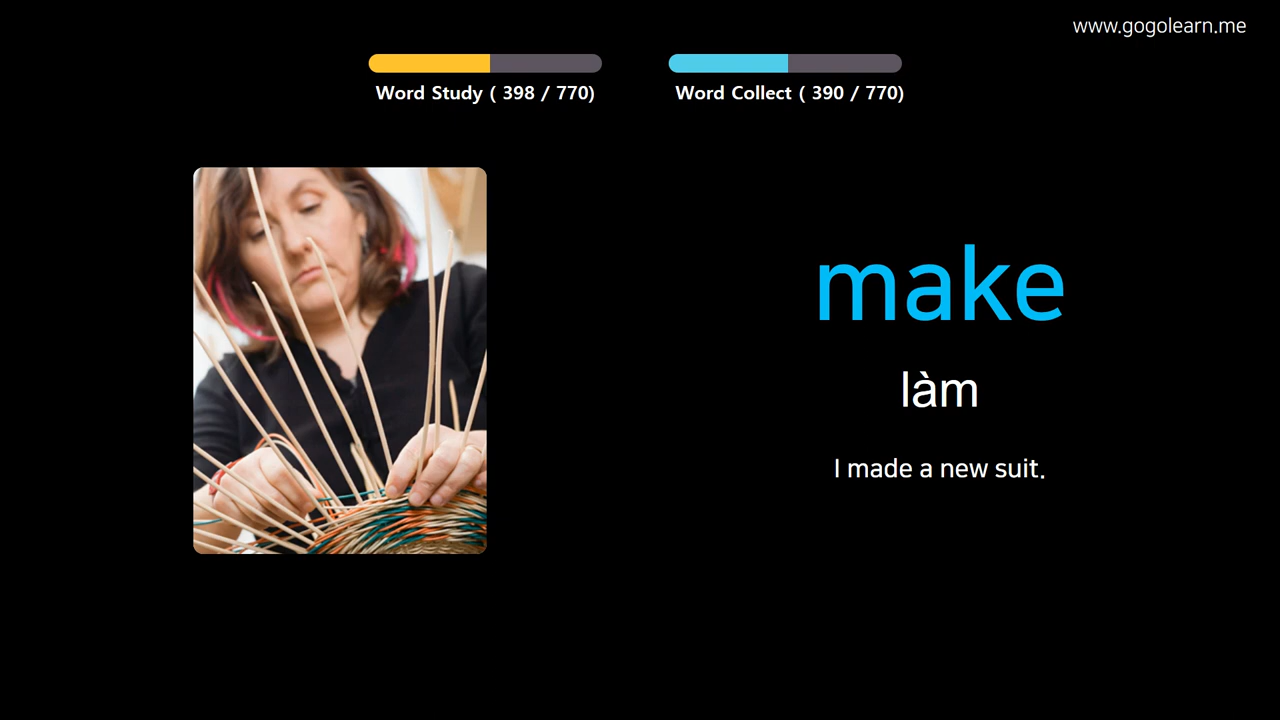 www.gogolearn.me
Word Study ( 398 / 770)
Word Collect ( 390 / 770)
make
làm
I made a new suit.